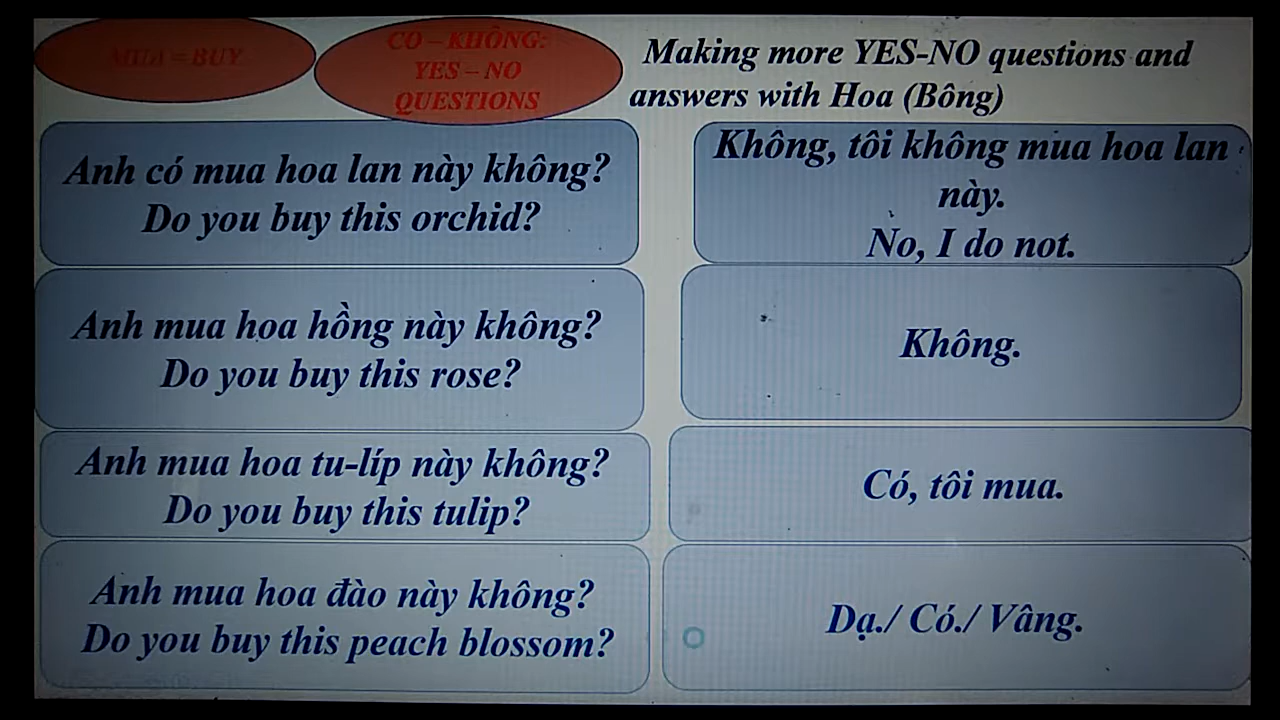 MUA = BUY
CÓ – KHÔNG:
YES – NO
QUESTIONS
Making more YES-NO questions and
answers with Hoa (Bông)
Anh có mua hoa lan này không?
Do you buy this orchid?
Không, tôi không mua hoa lan
này.
No, I do not.
Anh mua hoa hồng này không?
Do you buy this rose?
Không.
Anh mua hoa tu-líp này không?
Do you buy this tulip?
Có, tôi mua.
Anh mua hoa đào này không?
Do you buy this peach blossom?
Dạ./ Có./ Vâng.